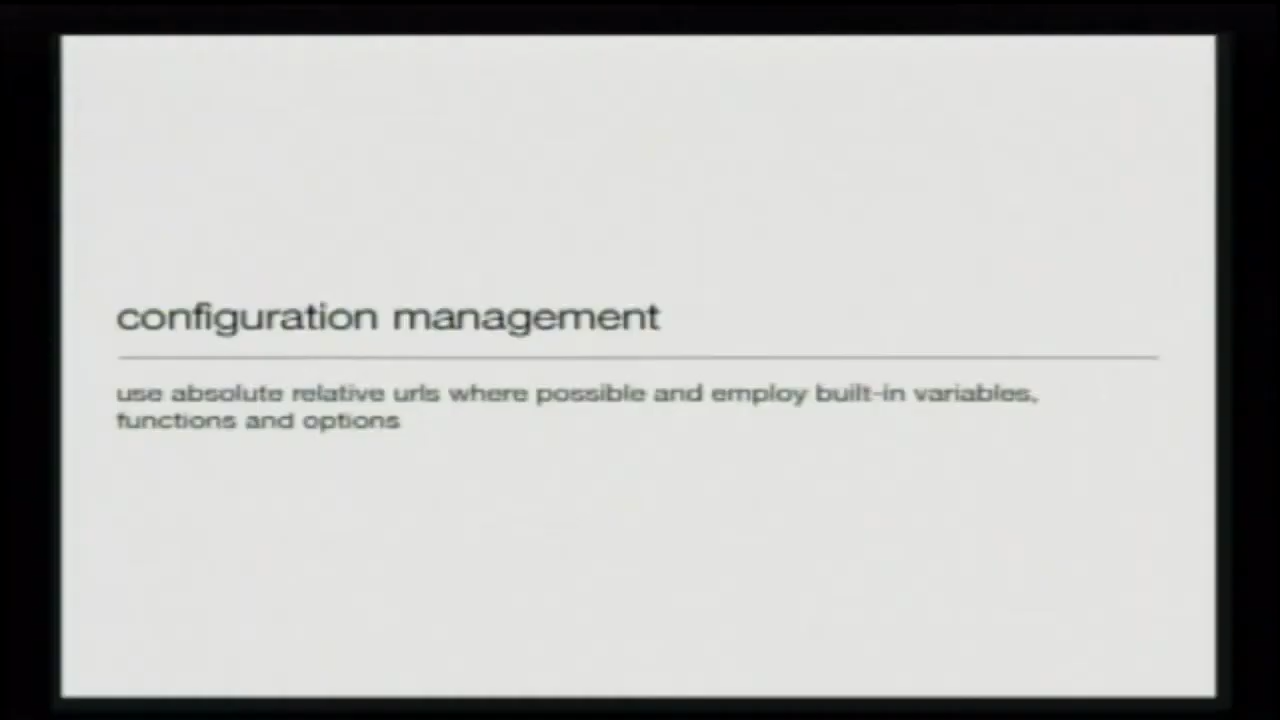 configuration management
use absolute relative urls where possible and employ built-in variables,
functions and options